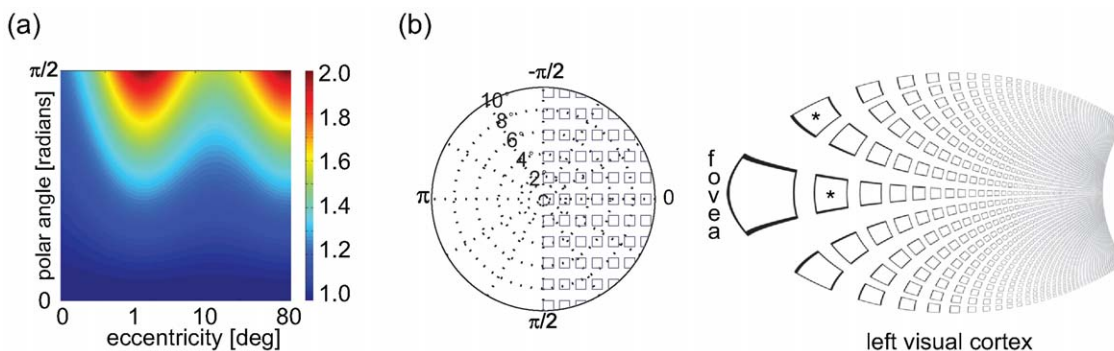 (a)
π/2
polar angle [radians]
0
0 1 10 80
eccentricity [deg]
2.0
1.8
1.6
1.4
1.2
1.0
(b)
-π/2
10°
8°
6°
4°
2°
π
0
π/2
fovea
*
*
left visual cortex